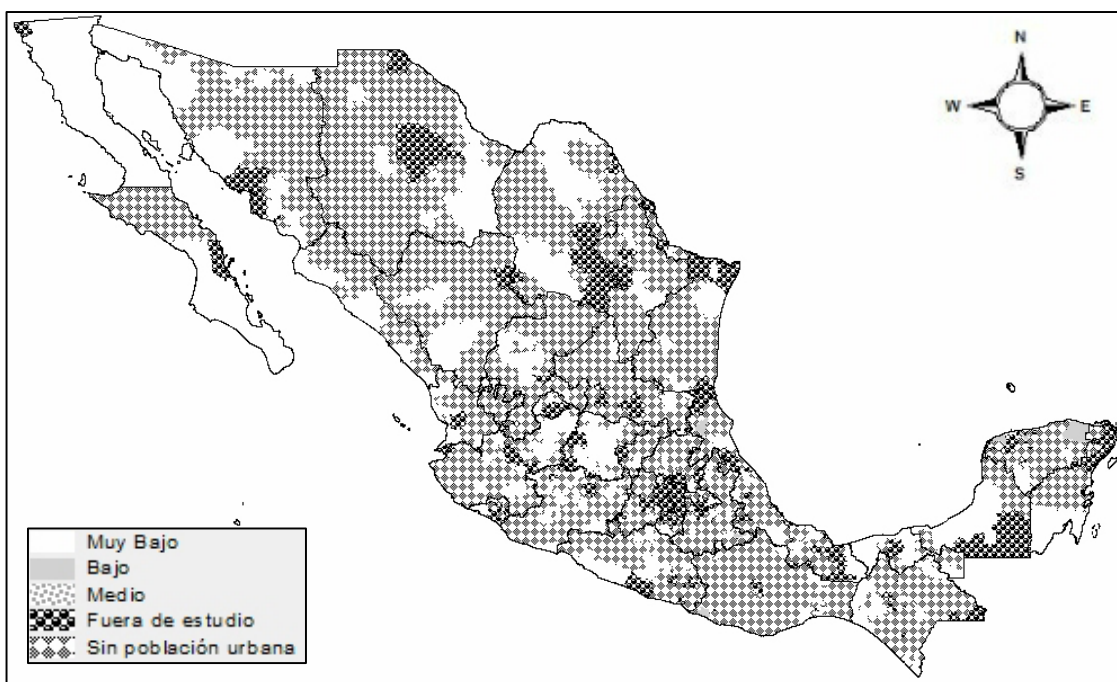 N
W E
S
Muy Bajo
Bajo
Medio
Fuera de estudio
Sin población urbana